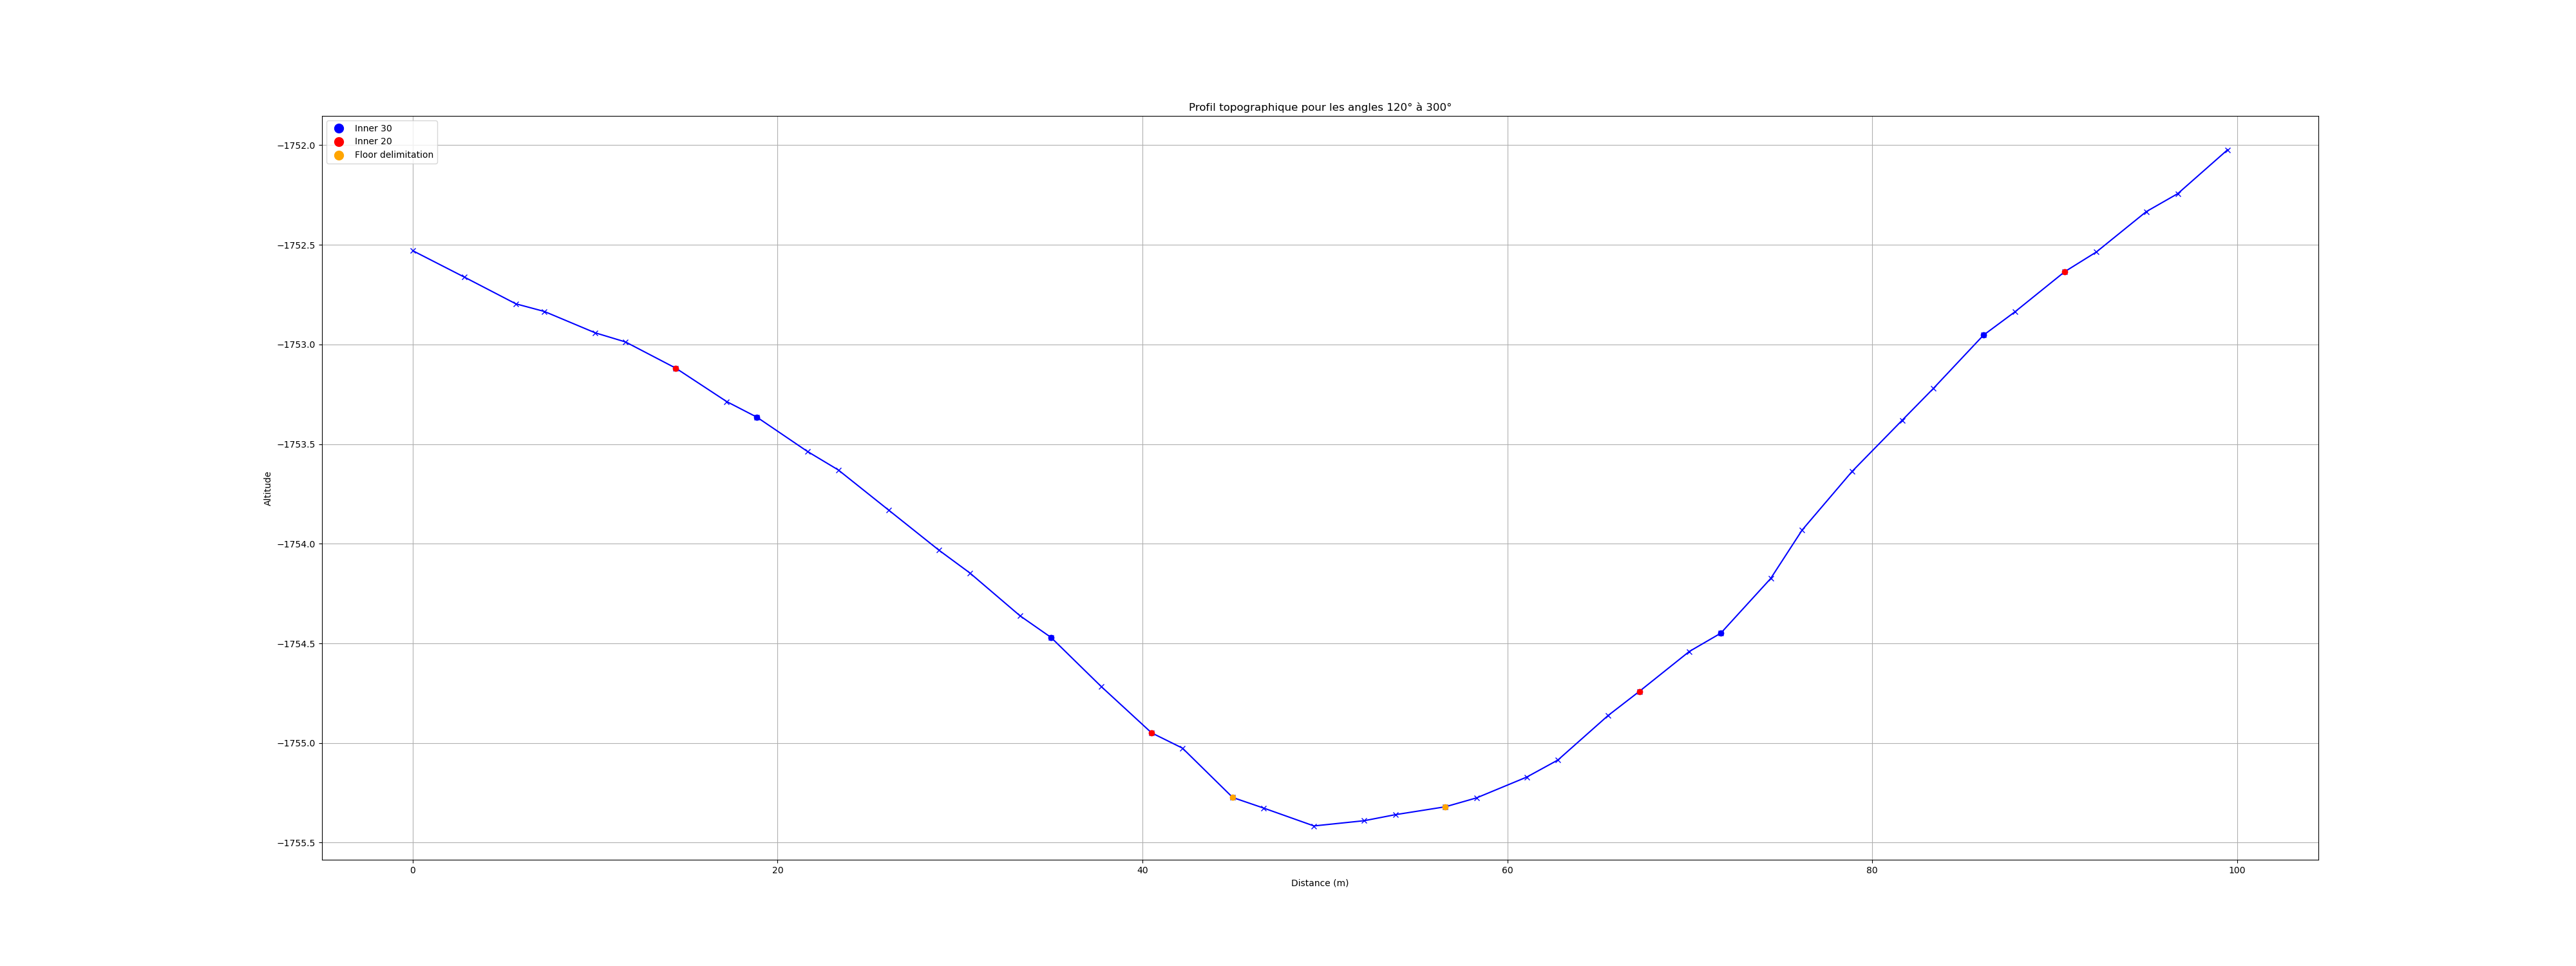 Profil topographique pour les angles 120° à 300°
Inner 30
Inner 20
Floor delimitation
−1752.0
−1752.5
−1753.0
−1753.5
−1754.0
−1754.5
−1755.0
−1755.5
Altitude
0 20 40 60 80 100
Distance (m)